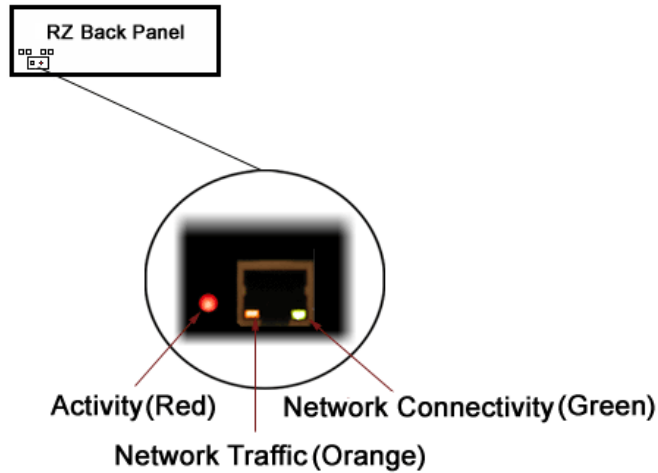 RZ Back Panel
Activity(Red)
Network Connectivity(Green)
Network Traffic(Orange)